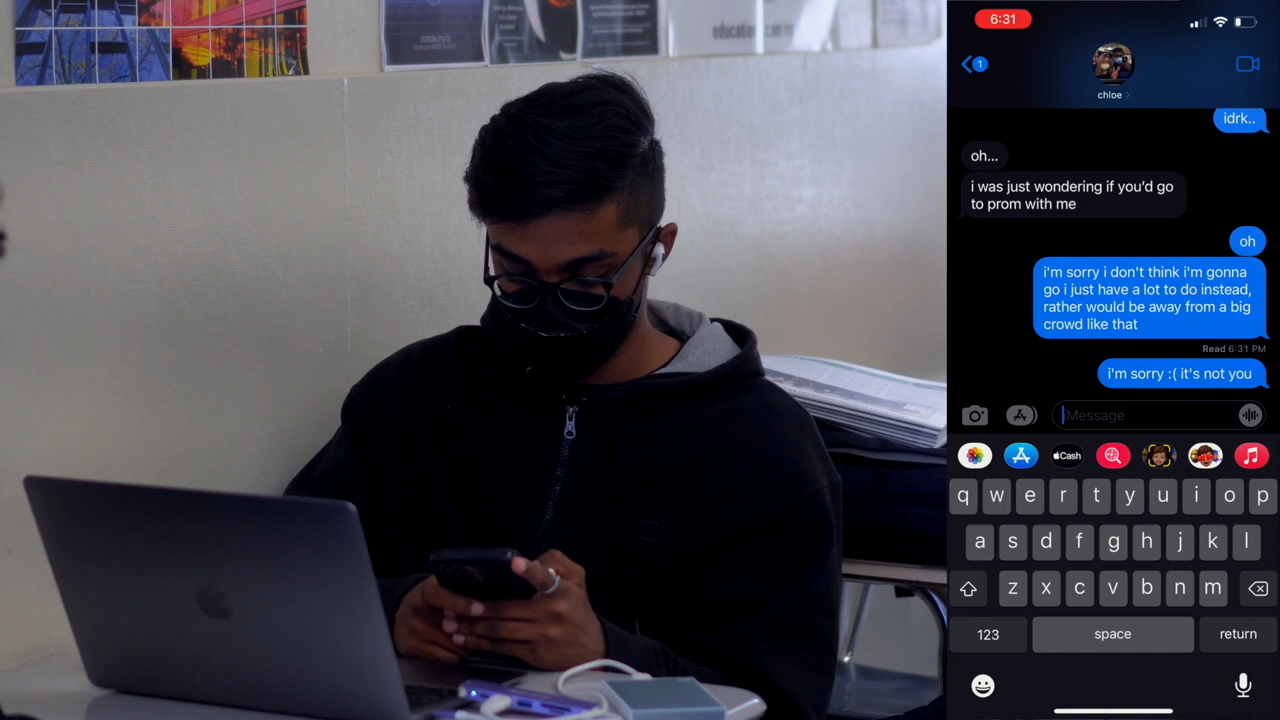 education
6:31
1
chloe
idrk..
oh...
i was just wondering if you'd go
to prom with me
oh
i'm sorry i don't think i'm gonna
go i just have a lot to do instead,
rather would be away from a big
crowd like that
Read 6:31 PM
i'm sorry :( it's not you
iMessage
Cash
q w e r t y u i o p
a s d f g h j k l
z x c v b n m
123 space return